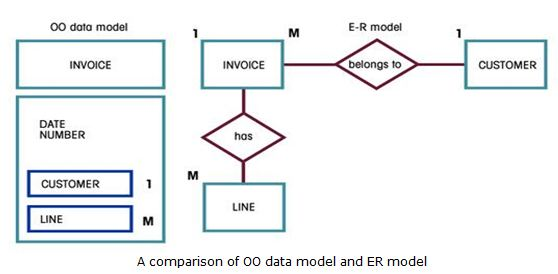 OO data model
INVOICE
DATE
NUMBER
CUSTOMER 1
LINE M
E-R model
1 M 1
INVOICE belongs to CUSTOMER
has
M
LINE
A comparison of OO data model and ER model